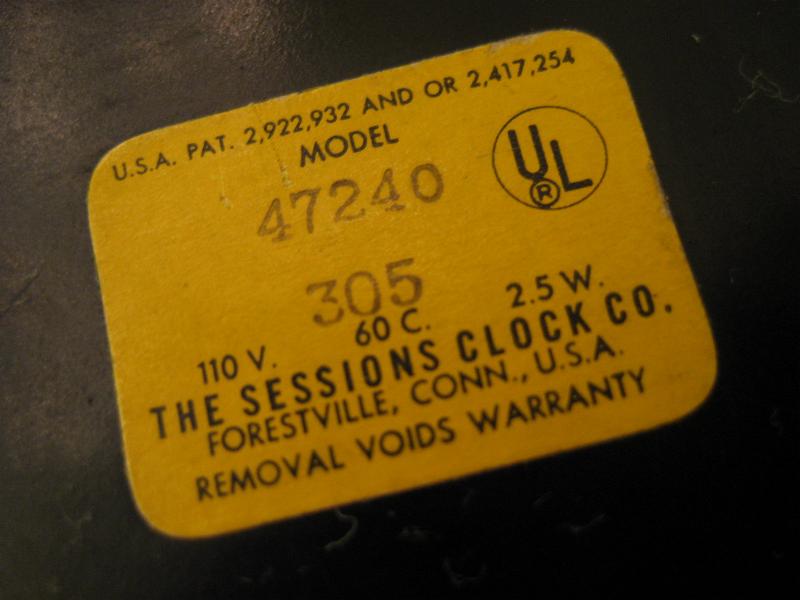 U.S.A. PAT. 2,922,932 AND OR 2,417,254
MODEL
UL
®
47240
305
110 V. 60 C. 2.5 W.
THE SESSIONS CLOCK CO.
FORESTVILLE, CONN., U.S.A.
REMOVAL VOIDS WARRANTY